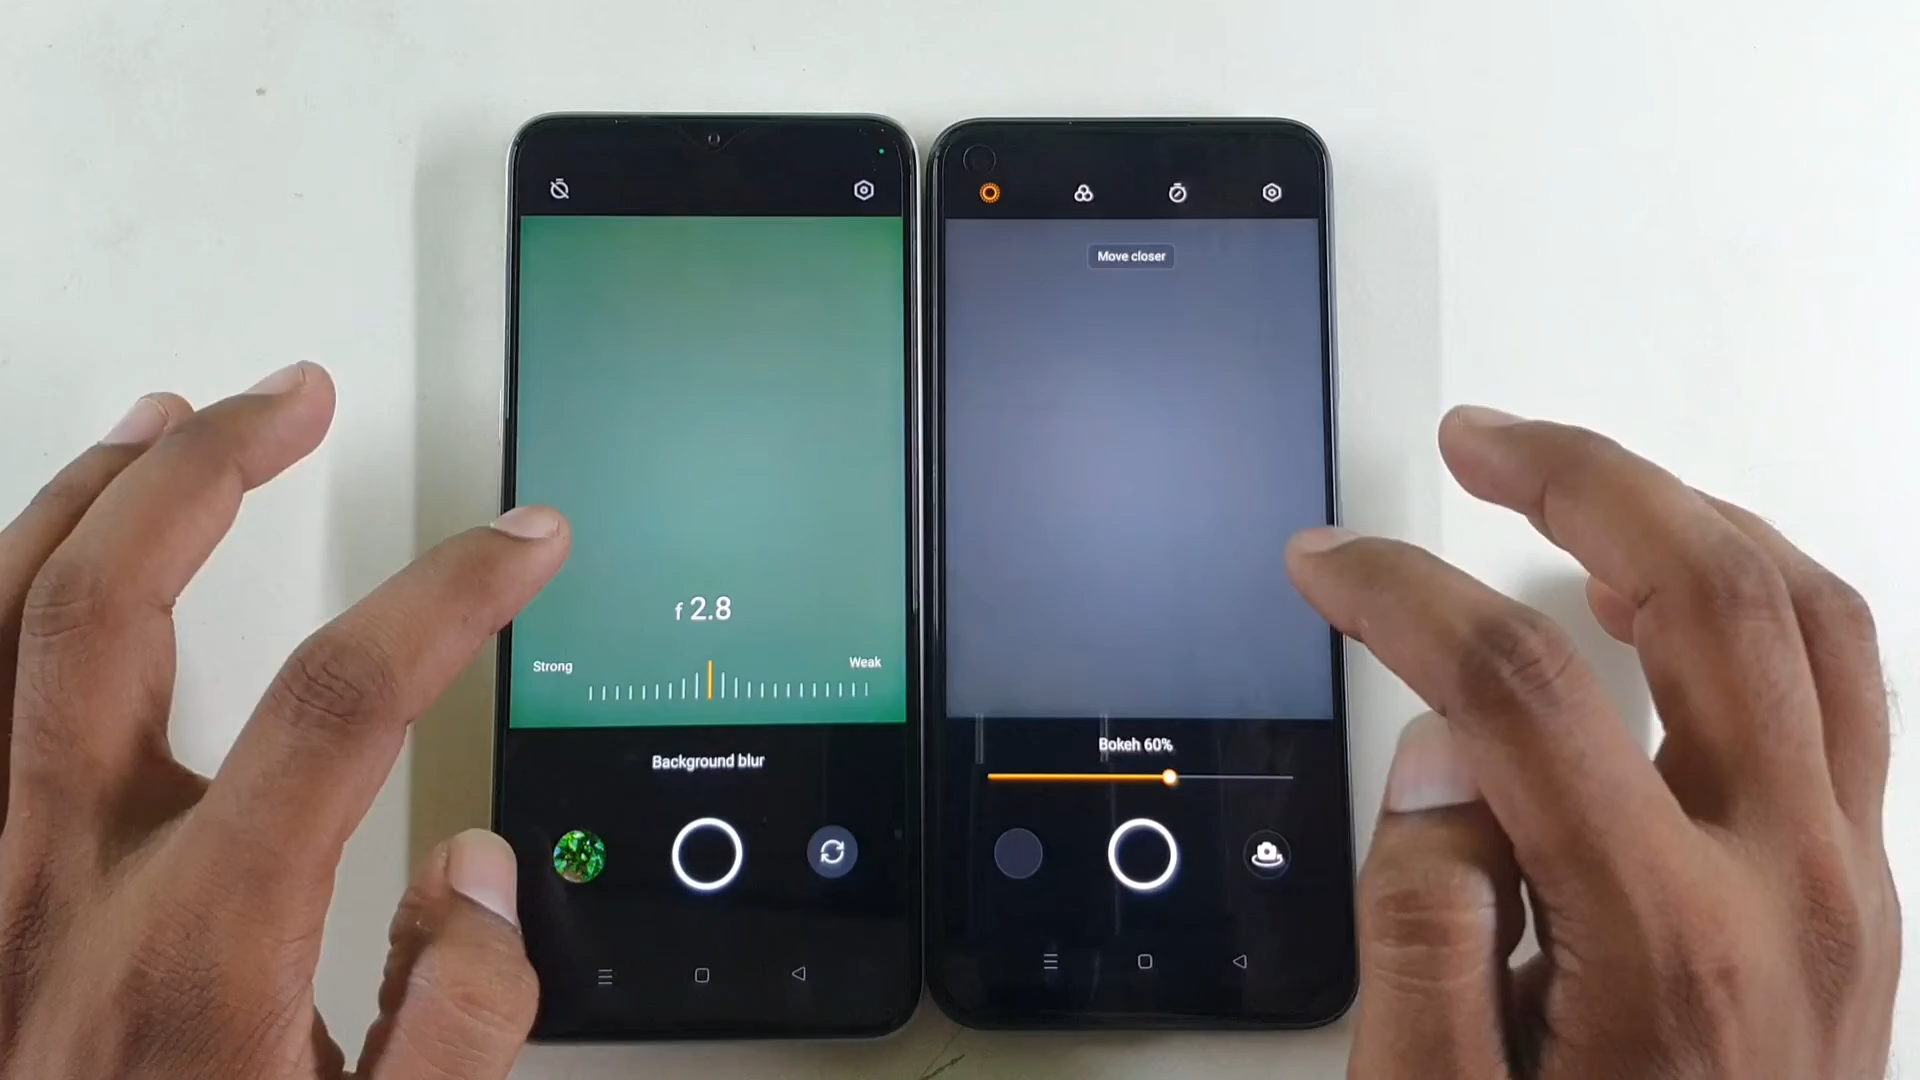 f 2.8
Strong
Weak
Background blur
Move closer
Bokeh 60%